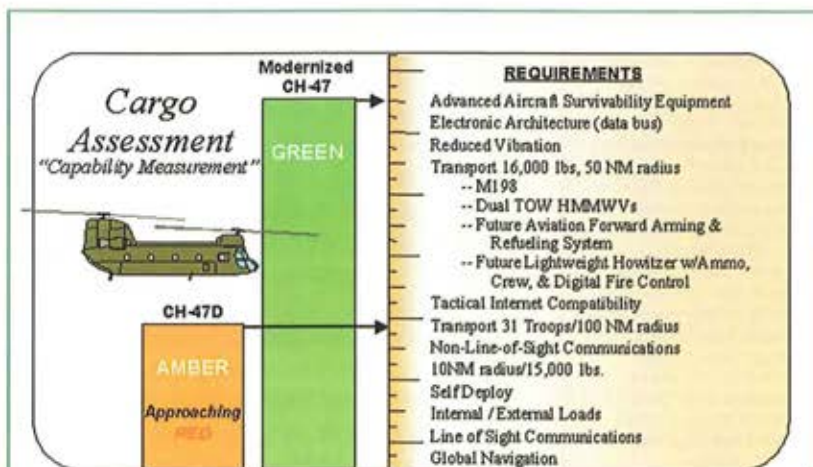 Cargo
Assessment
"Capability Measurement"
Modernized
CH-47
GREEN
CH-47D
AMBER
Approaching
RED
REQUIREMENTS
Advanced Aircraft Survivability Equipment
Electronic Architecture (data bus)
Reduced Vibration
Transport 16,000 lbs, 50 NM radius
-- M198
-- Dual TOW HMMWVs
-- Future Aviation Forward Arming &
Refueling System
-- Future Lightweight Howitzer w/Ammo,
Crew, & Digital Fire Control
Tactical Internet Compatibility
Transport 31 Troops/100 NM radius
Non-Line-of-Sight Communications
10NM radius/15,000 lbs.
Self Deploy
Internal / External Loads
Line of Sight Communications
Global Navigation